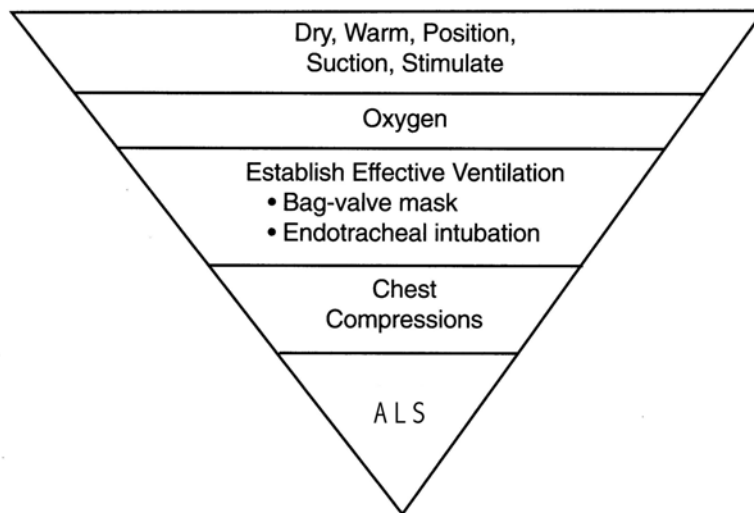 Dry, Warm, Position,
Suction, Stimulate
Oxygen
Establish Effective Ventilation
• Bag-valve mask
• Endotracheal intubation
Chest
Compressions
ALS